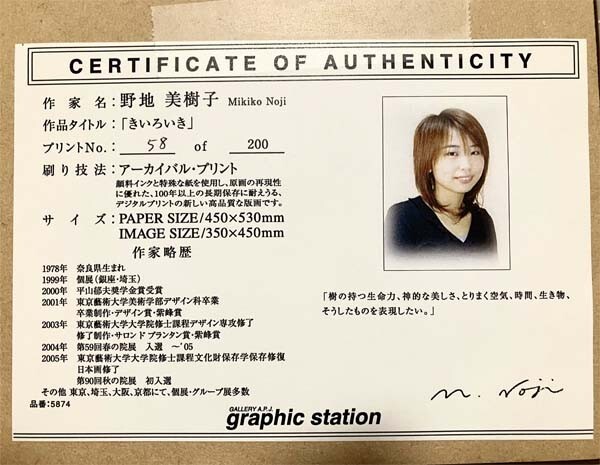 CERTIFICATE OF AUTHENTICITY
作家名：野地 美樹子 Mikiko Noji
作品タイトル：「きいろいき」
プリントNo.： 58 of 200
刷り技法：アーカイバル・プリント
顔料インクと特殊な紙を使用し、原画の再現性
に優れた、100年以上の長期保存に耐えうる、
デジタルプリントの新しい高品質な版画です。
サイズ：PAPER SIZE/450×530mm
IMAGE SIZE/350×450mm
作家略歴
1978年 奈良県生まれ
1999年 個展（銀座・埼玉）
2000年 平山郁夫奨学金賞受賞
2001年 東京藝術大学美術学部デザイン科卒業
卒業制作・デザイン賞・紫峰賞
2003年 東京藝術大学大学院修士課程デザイン専攻修了
修了制作・サロンド プランタン賞・紫峰賞
2004年 第59回春の院展 入選 〜'05
2005年 東京藝術大学大学院修士課程文化財保存学保存修復
日本画修了
第90回秋の院展 初入選
その他 東京、埼玉、大阪、京都にて、個展・グループ展多数
品番:5874
「樹の持つ生命力、神的な美しさ、とりまく空気、時間、生き物、
そうしたものを表現したい。」
M. Noji
GALLERY A.P.J.
graphic station